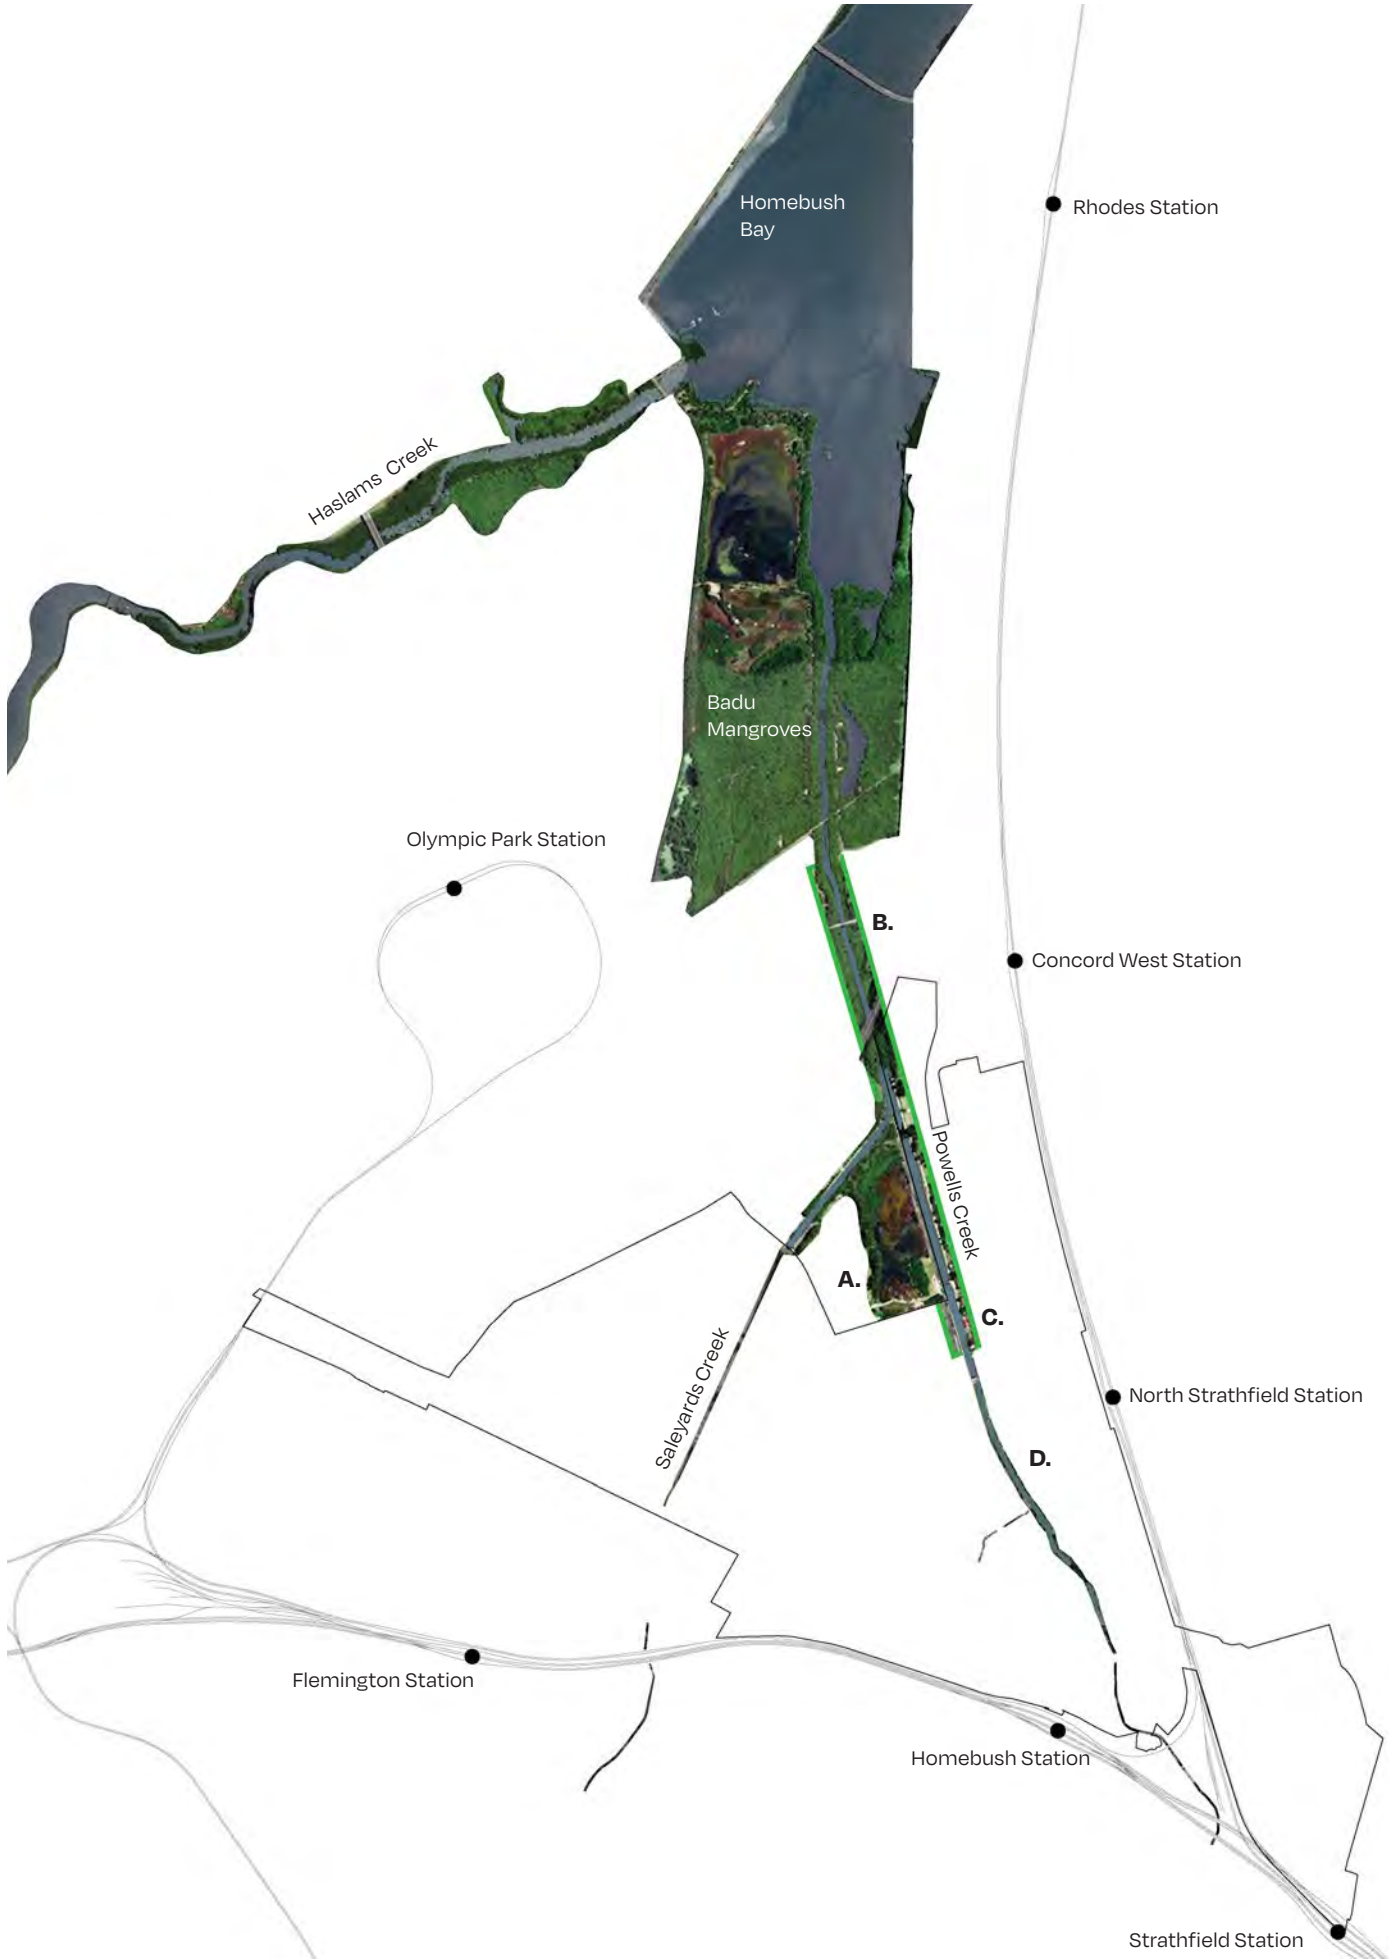 Homebush
Bay
Rhodes Station
Haslams Creek
Badu
Mangroves
Olympic Park Station
B.
Concord West Station
Powells Creek
A.
C.
Saleyards Creek
North Strathfield Station
D.
Flemington Station
Homebush Station
Strathfield Station